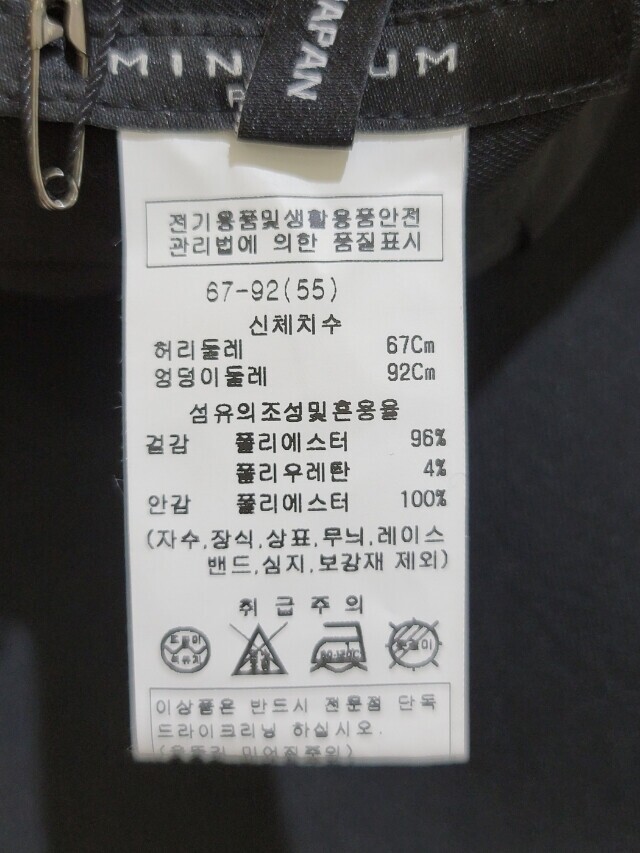 JAPAN
MIN UM
전기용품및생활용품안전
관리법에 의한 품질표시
67-92(55)
신체치수
허리둘레 67Cm
엉덩이둘레 92Cm
섬유의조성및혼용율
겉감 폴리에스터 96%
폴리우레탄 4%
안감 폴리에스터 100%
(자수,장식,상표,무늬,레이스
밴드,심지,보강재 제외)
취 급 주 의
드라이
이상품은 반드시 전문점 단독
드라이크리닝 하십시오.